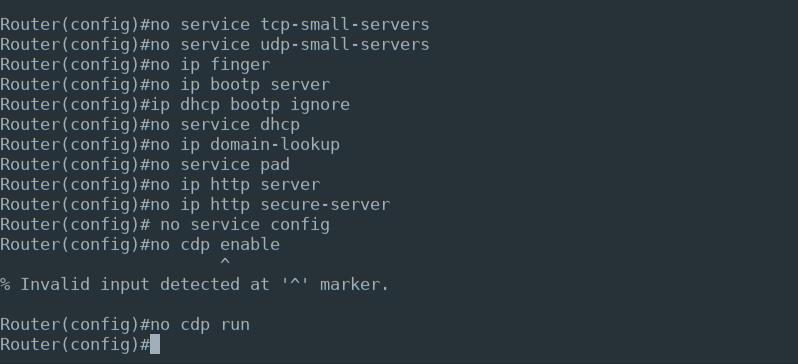 Router(config)#no service tcp-small-servers
Router(config)#no service udp-small-servers
Router(config)#no ip finger
Router(config)#no ip bootp server
Router(config)#ip dhcp bootp ignore
Router(config)#no service dhcp
Router(config)#no ip domain-lookup
Router(config)#no service pad
Router(config)#no ip http server
Router(config)#no ip http secure-server
Router(config)# no service config
Router(config)#no cdp enable
                      ^
% Invalid input detected at '^' marker.

Router(config)#no cdp run
Router(config)#